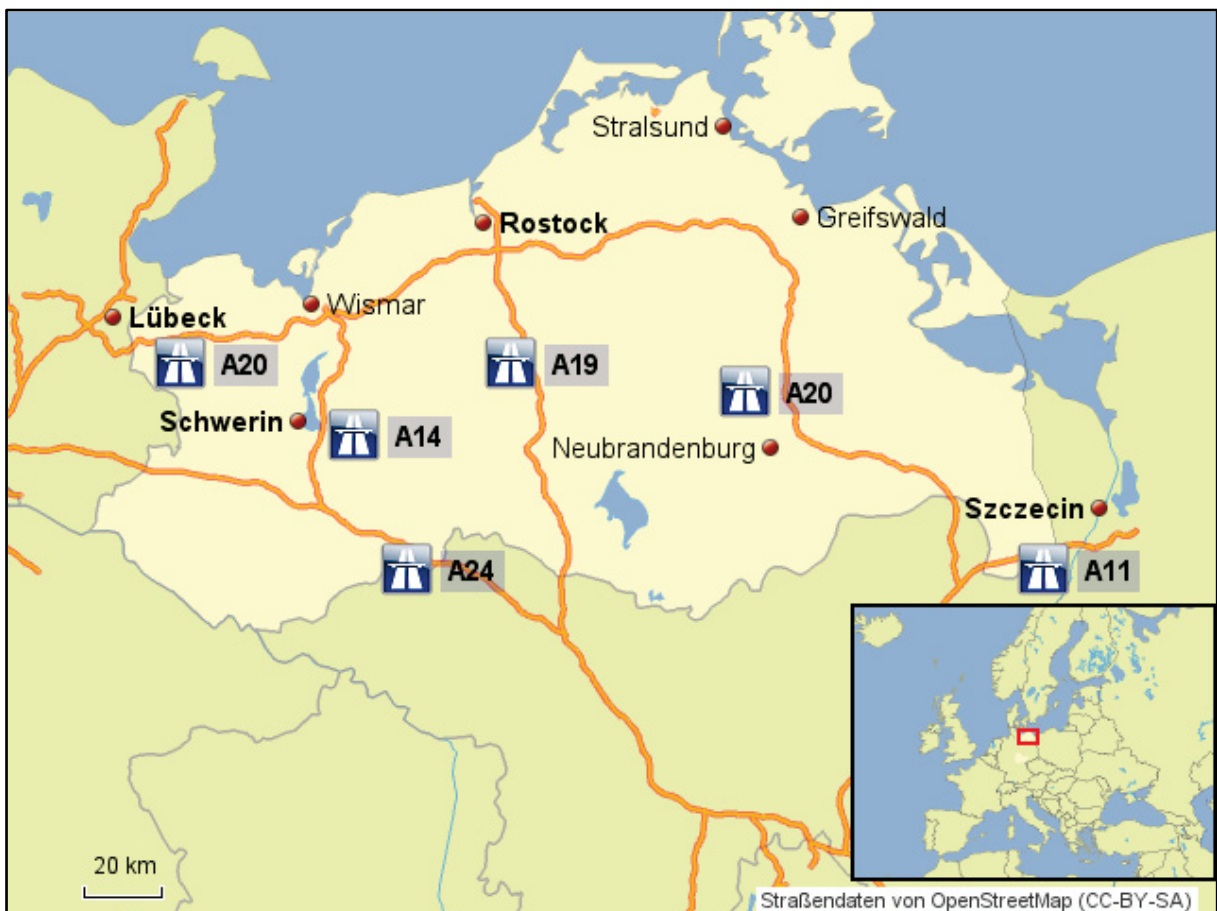 Stralsund
Rostock
Greifswald
Wismar
Lübeck
A20
A19
A20
Schwerin
A14
Neubrandenburg
Szczecin
A24
A11
20 km
Straßendaten von OpenStreetMap (CC-BY-SA)